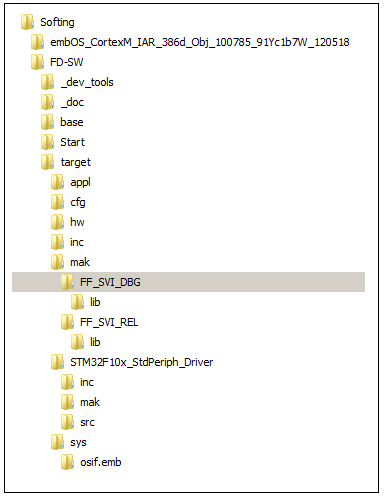 Softing
embOS_CortexM_IAR_386d_Obj_100785_91Yc1b7W_120518
FD-SW
_dev_tools
_doc
base
Start
target
appl
cfg
hw
inc
mak
FF_SVI_DBG
lib
FF_SVI_REL
lib
STM32F10x_StdPeriph_Driver
inc
mak
src
sys
osif.emb